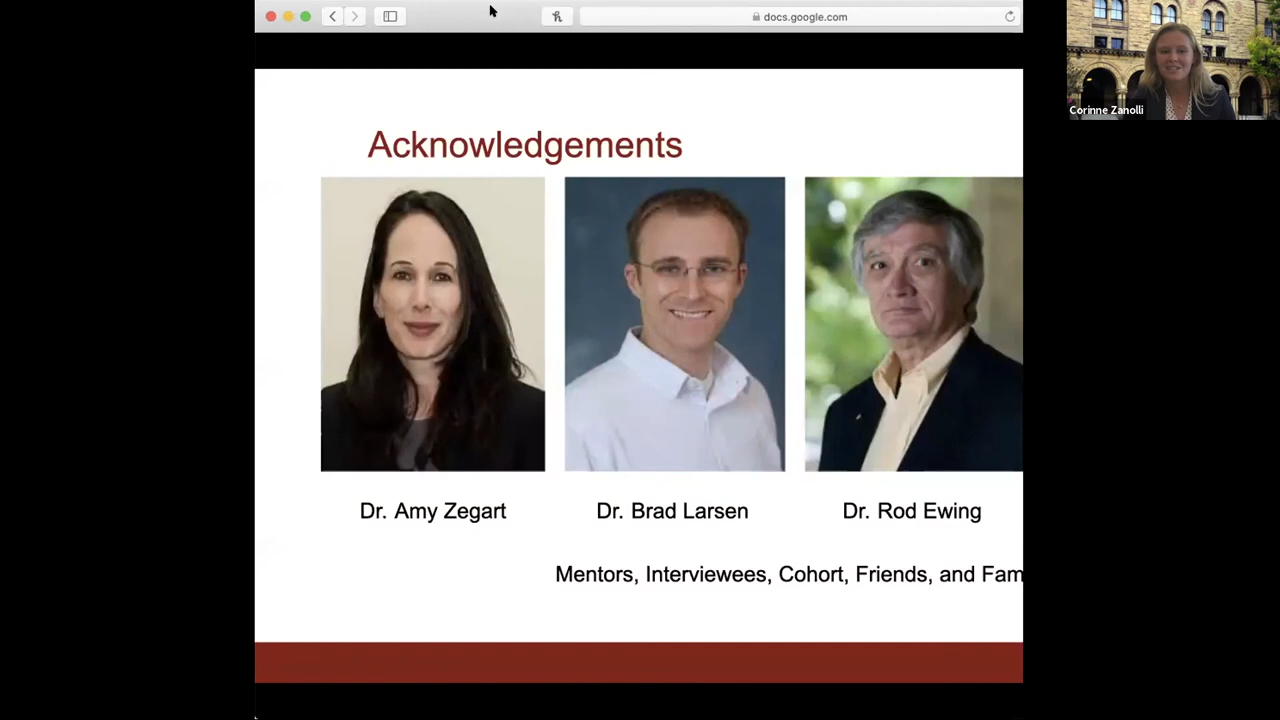 docs.google.com
Corinne Zanolli
Acknowledgements
Dr. Amy Zegart
Dr. Brad Larsen
Dr. Rod Ewing
Mentors, Interviewees, Cohort, Friends, and Fam